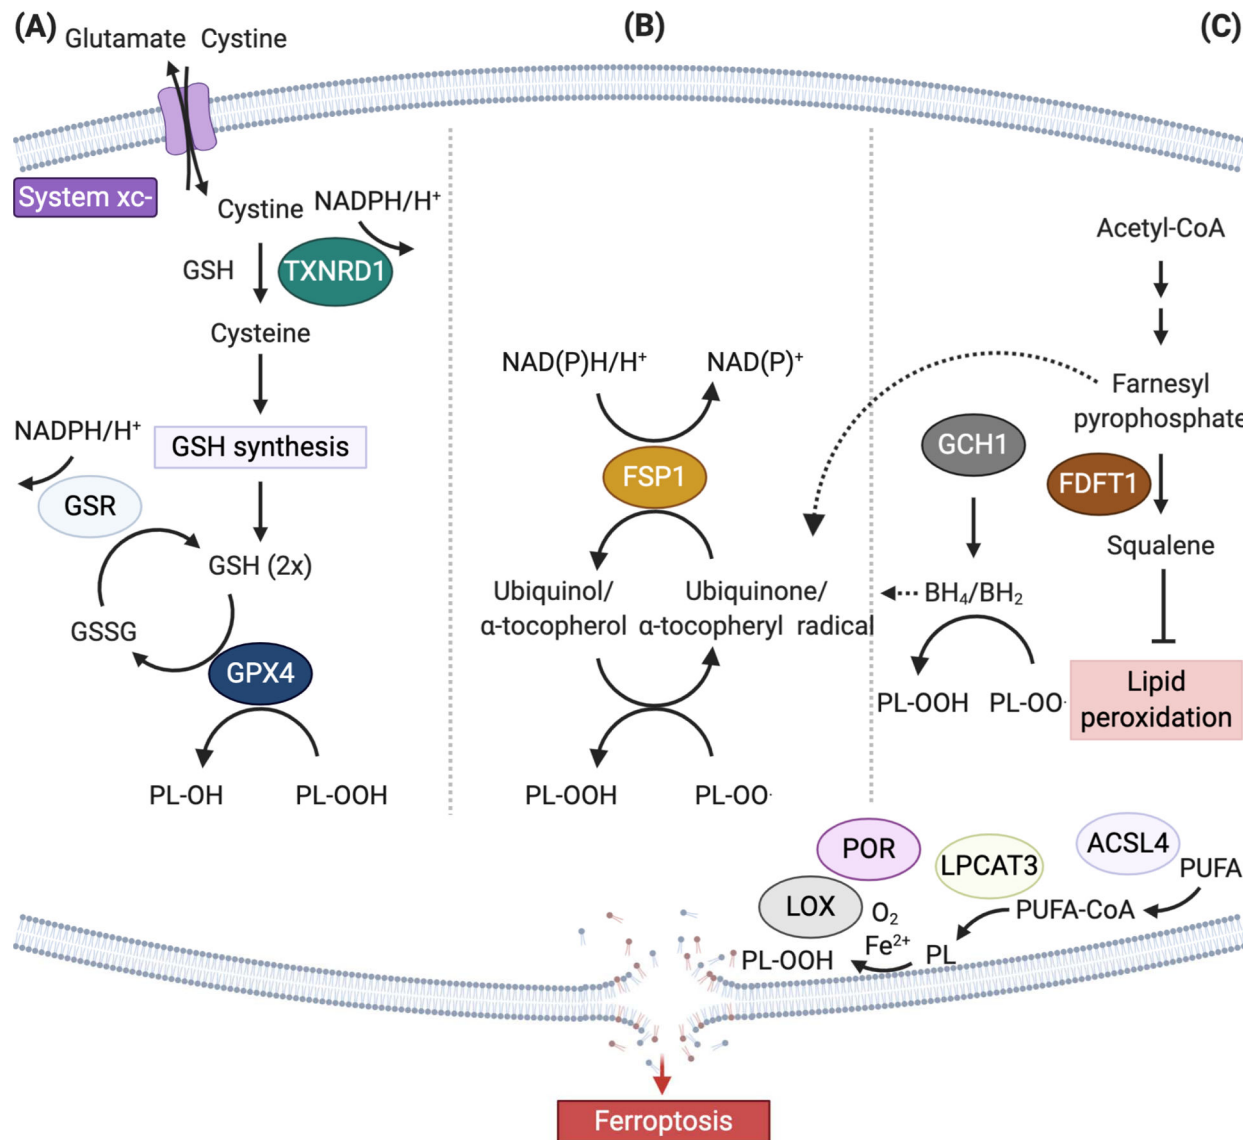 (A)
Glutamate Cystine
System xc-
Cystine
NADPH/H⁺
GSH
TXNRD1
Cysteine
NADPH/H⁺
GSH synthesis
GSR
GSH (2x)
GSSG
GPX4
PL-OH
PL-OOH
(B)
NAD(P)H/H⁺
NAD(P)⁺
FSP1
Ubiquinol/
α-tocopherol
Ubiquinone/
α-tocopheryl radical
PL-OOH
PL-OO·
(C)
Acetyl-CoA
Farnesyl
pyrophosphate
GCH1
FDFT1
Squalene
BH₄/BH₂
PL-OOH
PL-OO·
Lipid
peroxidation
POR
LPCAT3
ACSL4
PUFA
LOX
O₂
PUFA-CoA
Fe²⁺
PL-OOH
PL
Ferroptosis